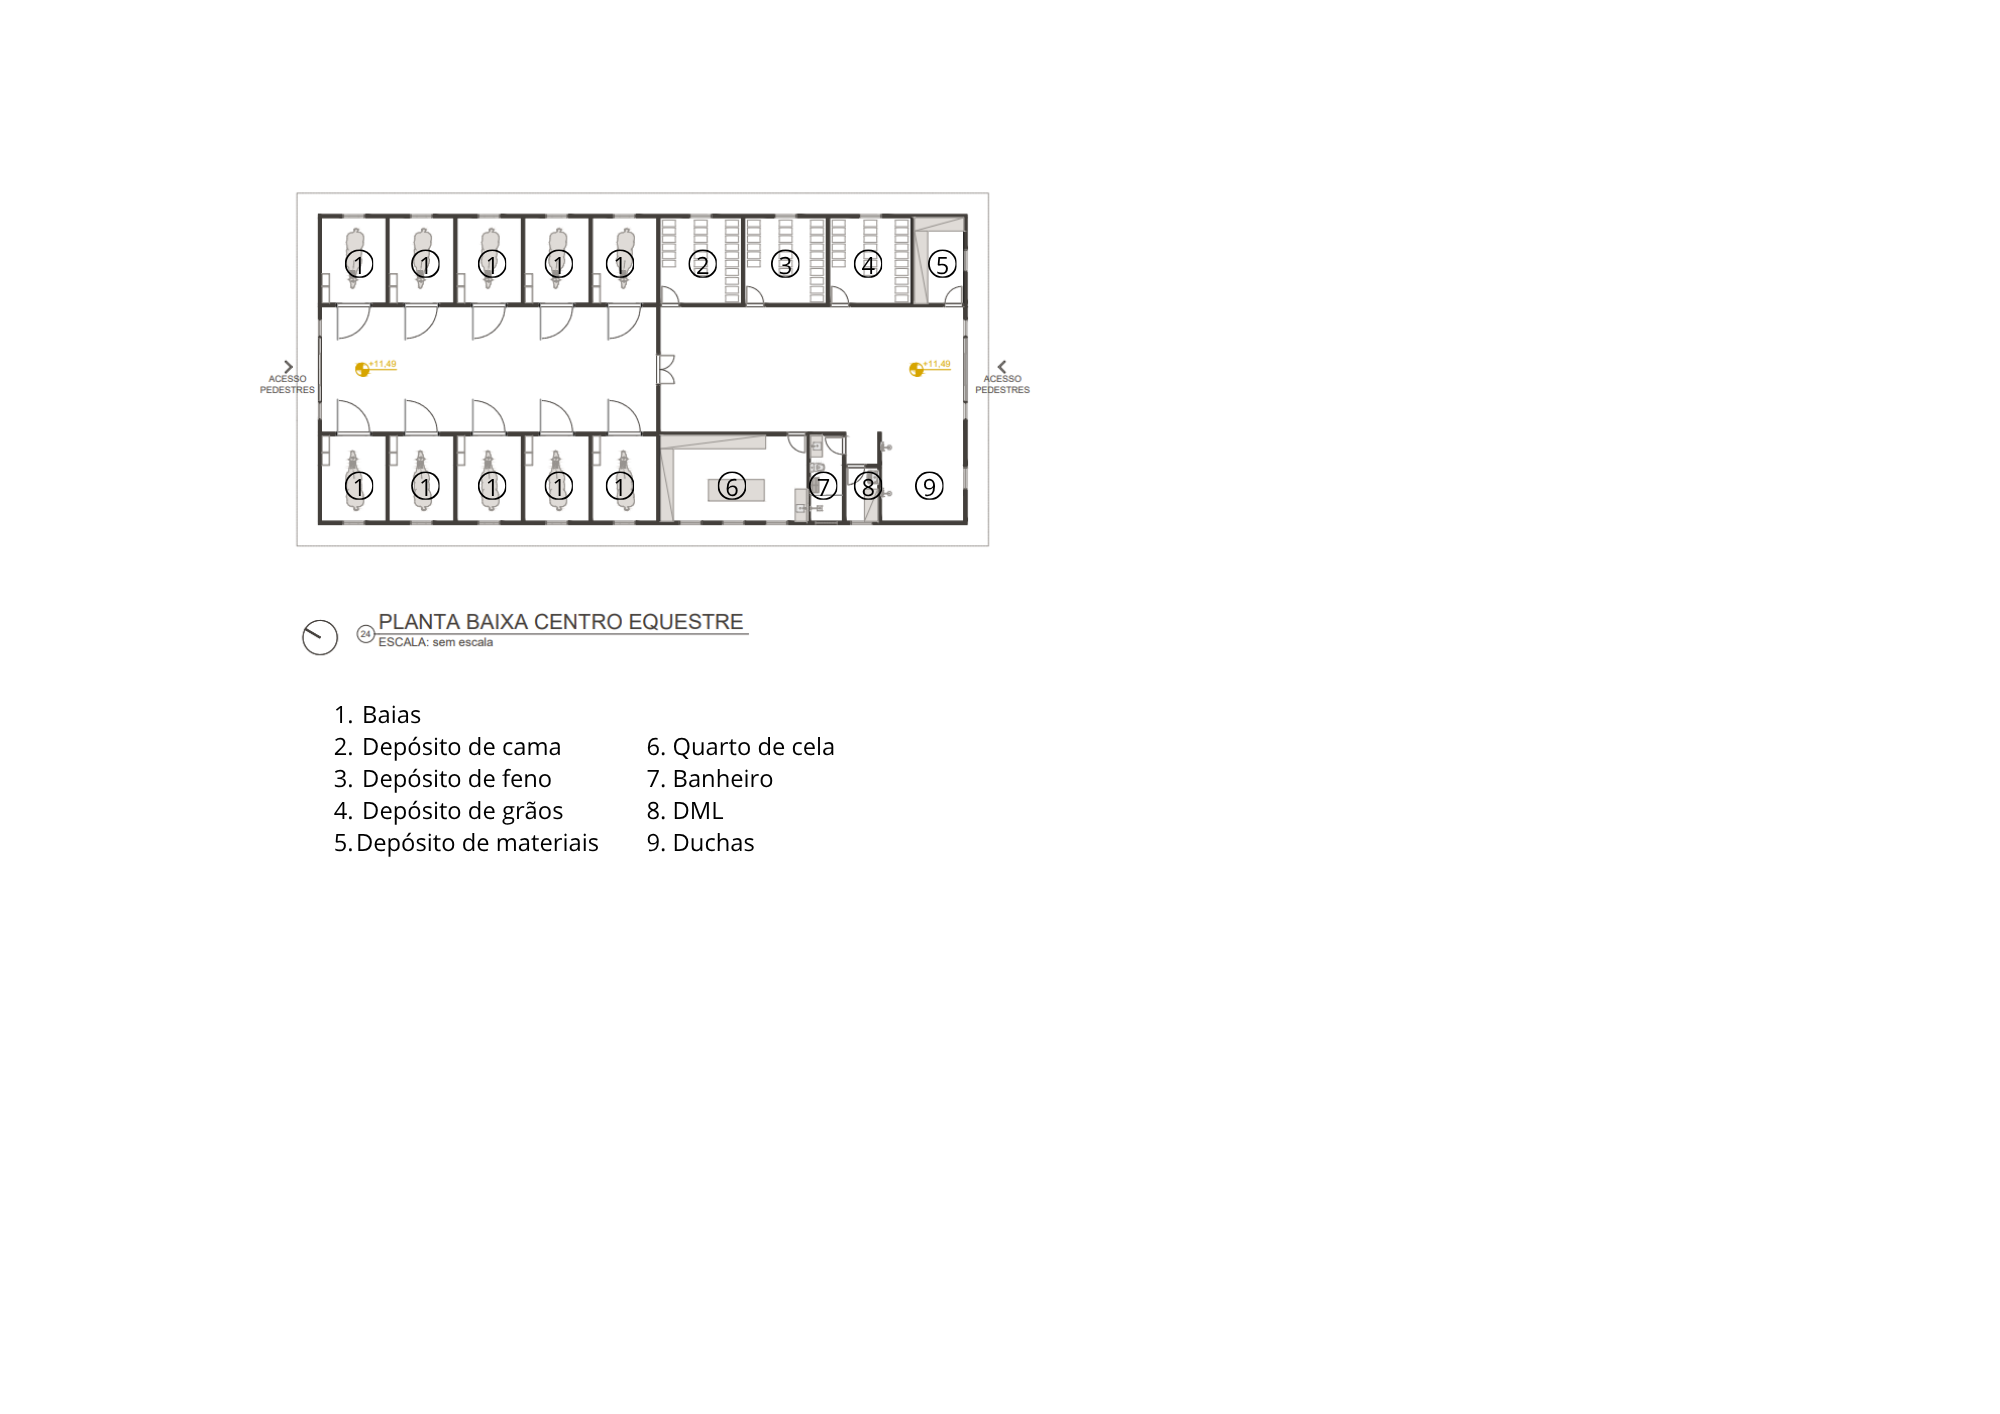 1 1 1 1 1 2 3 4 5
+11,49 +11,49
ACESSO
PEDESTRES
ACESSO
PEDESTRES
1 1 1 1 1 6 7 8 9
24 PLANTA BAIXA CENTRO EQUESTRE
ESCALA: sem escala
1. Baias
2. Depósito de cama
3. Depósito de feno
4. Depósito de grãos
5. Depósito de materiais
6. Quarto de cela
7. Banheiro
8. DML
9. Duchas